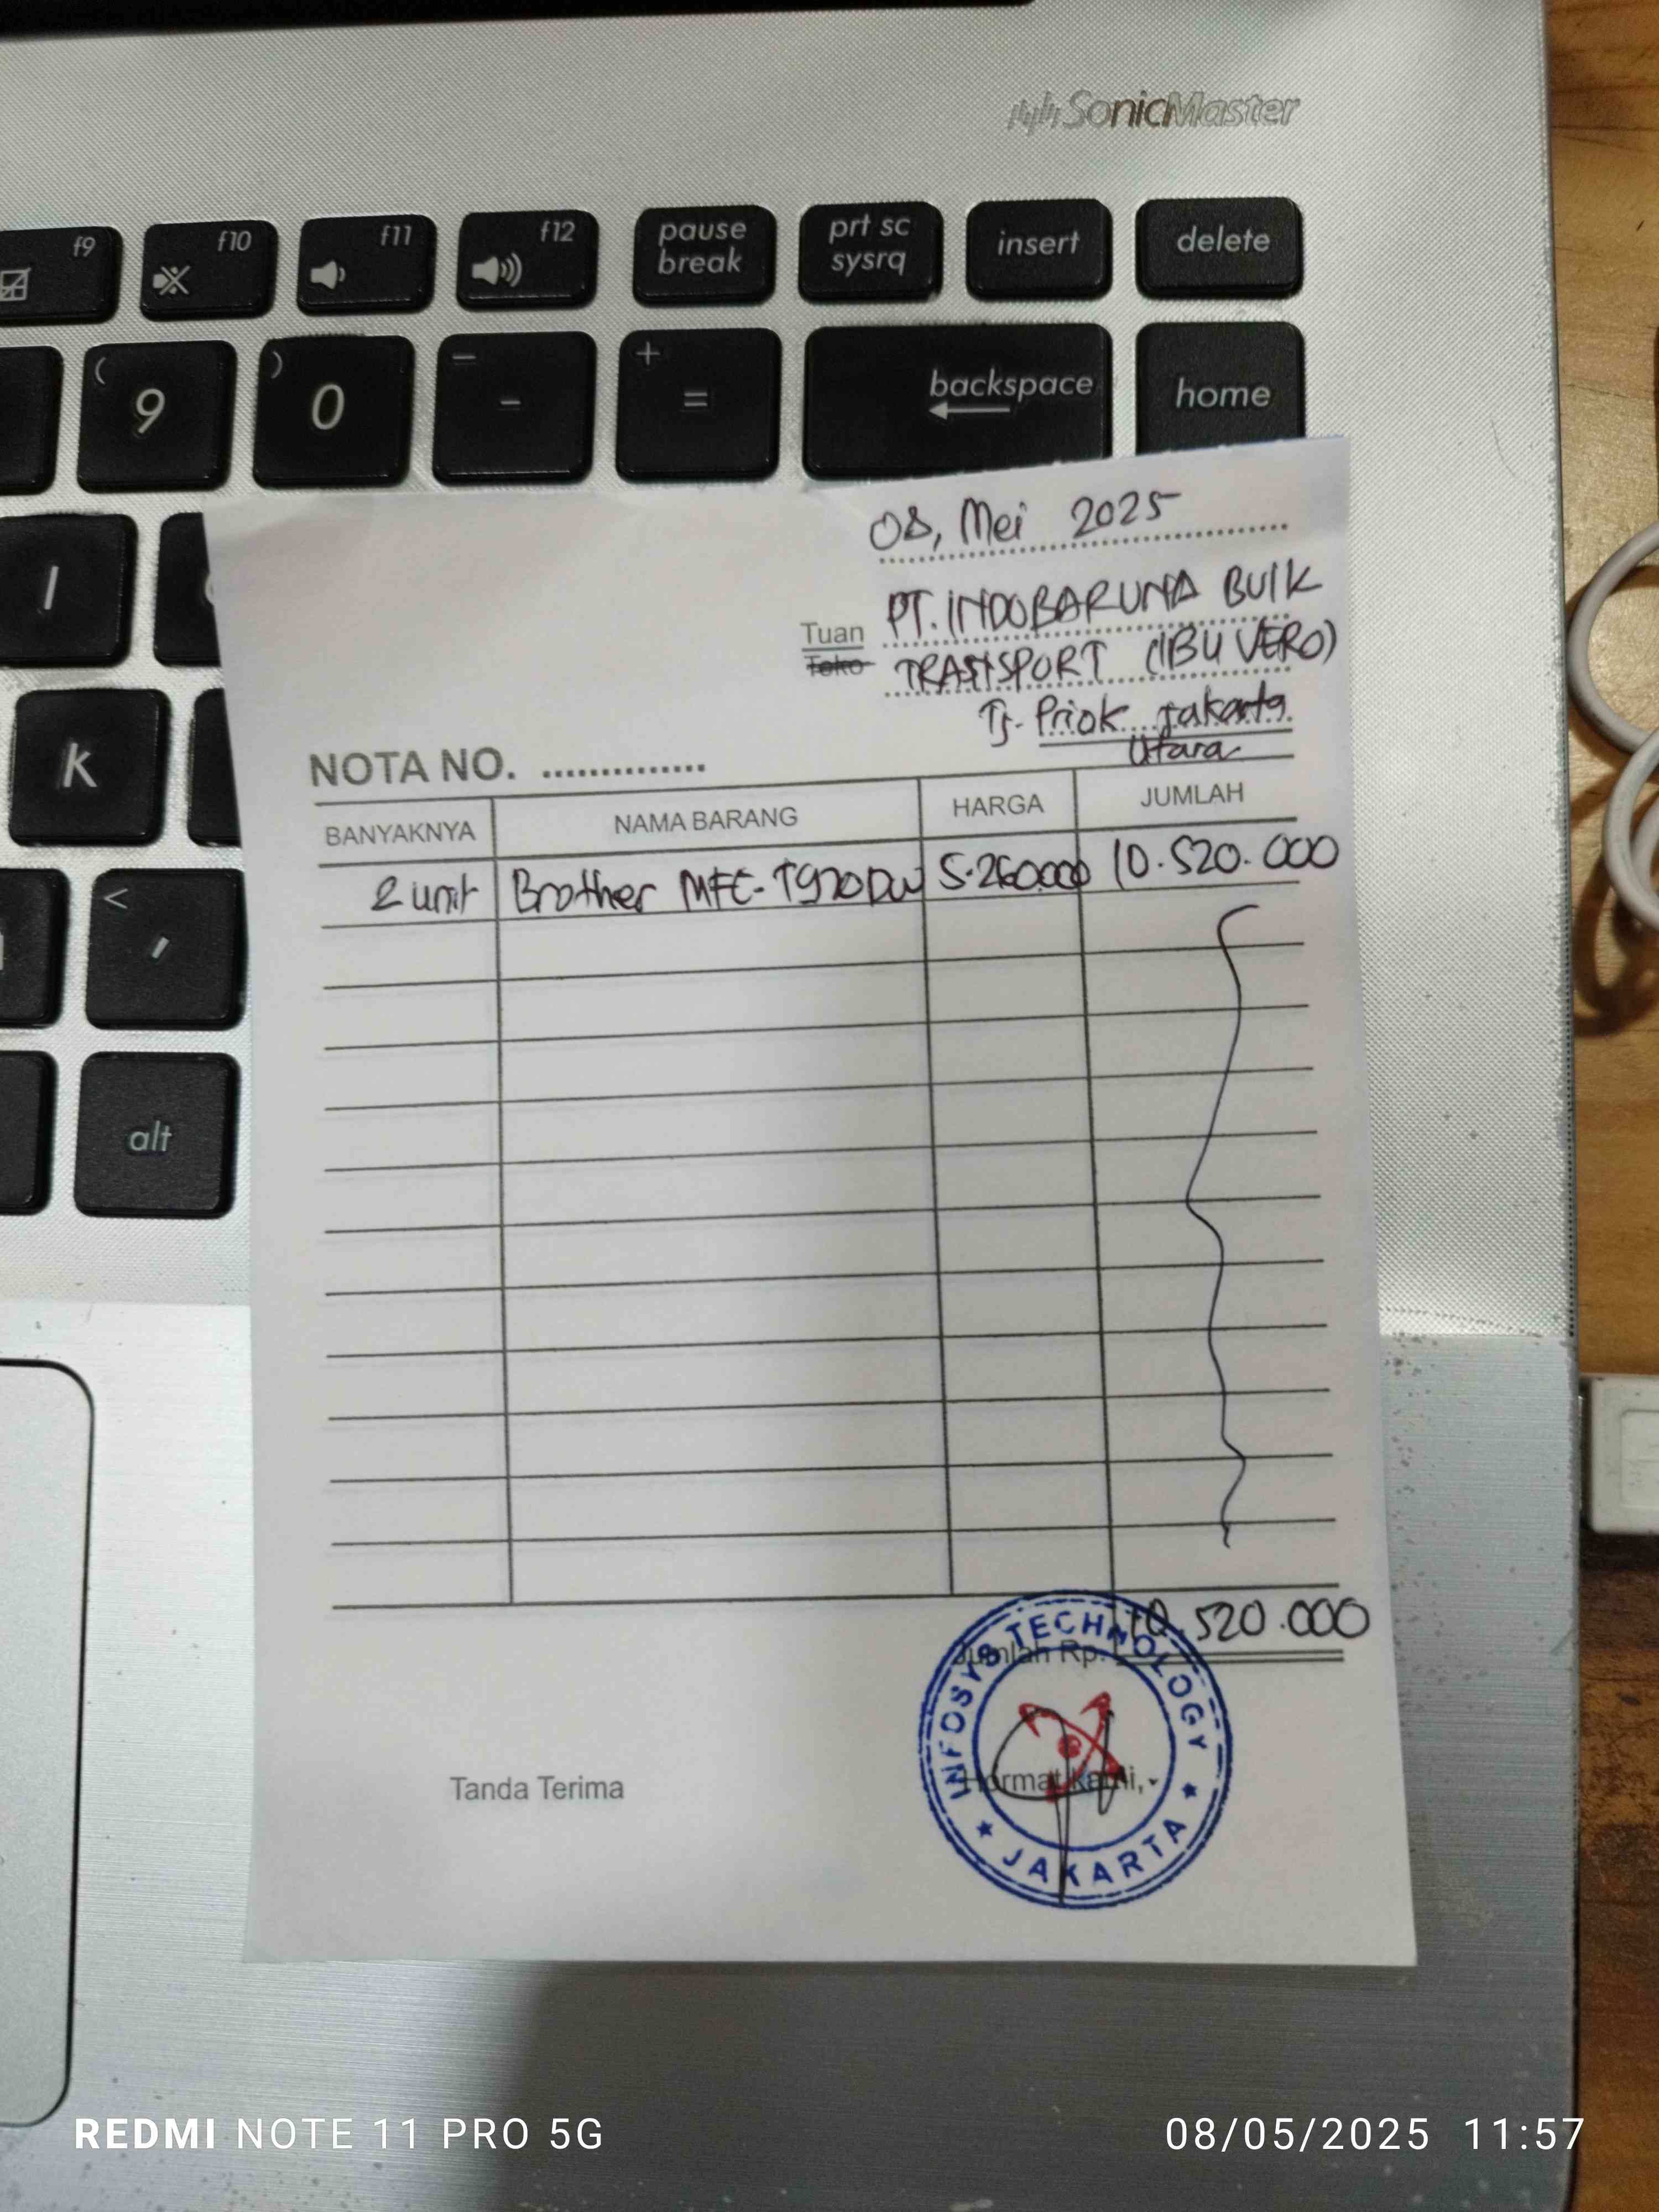 SonicMaster
f9 f10 f11 f12 pause break prt sc sysrq insert delete
( 9 ) 0 — - + = backspace home
l
k
< ,
alt
08, Mei 2025
Tuan PT. INDOBARUNA BUlK
Toko TRANSPORT (IBU VERO)
Tj. Priok Jakarta
Utara
NOTA NO. ..............
BANYAKNYA NAMA BARANG HARGA JUMLAH
2 unit Brother MFC-T920DW 5.260.000 10.520.000
Jumlah Rp. 10.520.000
Tanda Terima Hormat kami,
INFOSYS TECHNOLOGY
★ JAKARTA ★
REDMI NOTE 11 PRO 5G 08/05/2025 11:57